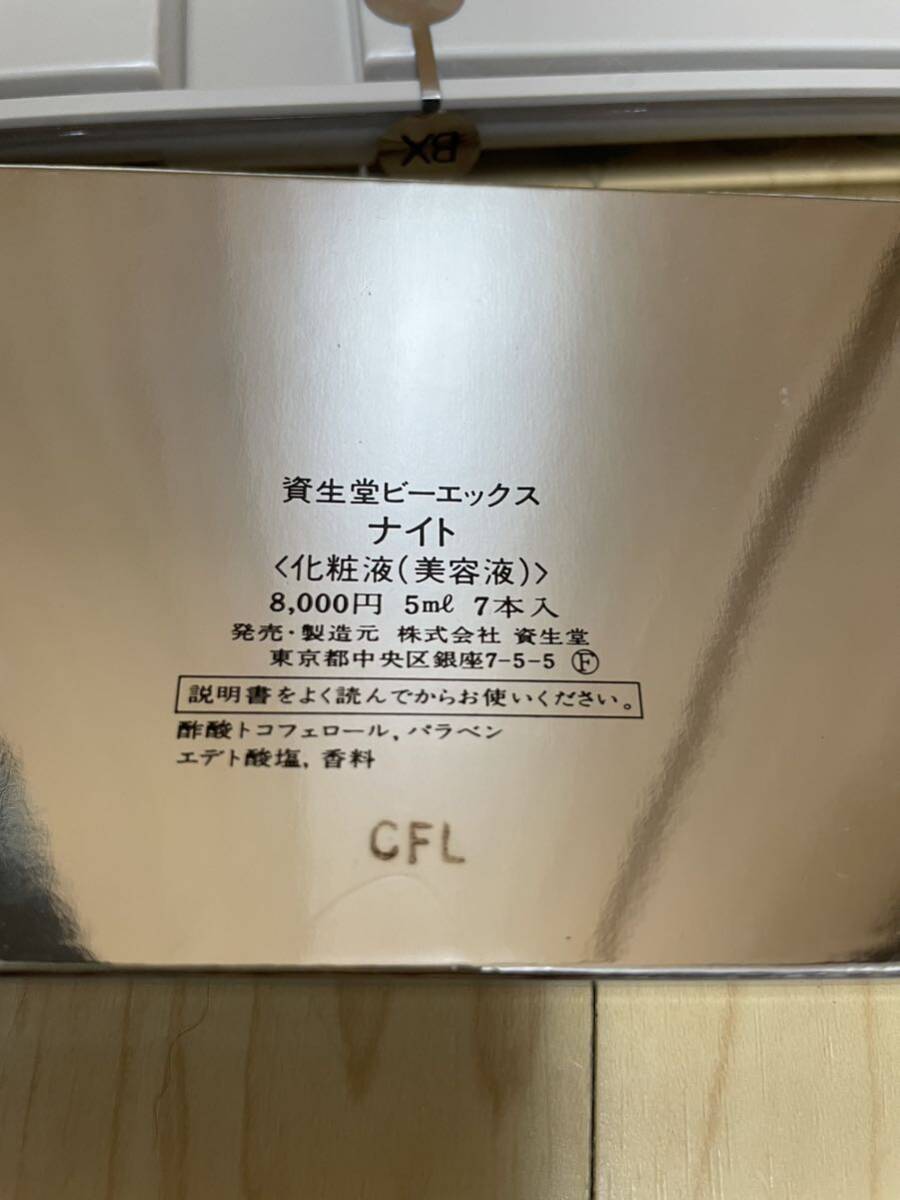 BX
資生堂ビーエックス
ナイト
<化粧液(美容液)>
8,000円 5mℓ 7本入
発売・製造元 株式会社 資生堂
東京都中央区銀座7-5-5 Ⓕ
説明書をよく読んでからお使いください。
酢酸トコフェロール, パラベン
エデト酸塩, 香料
CFL